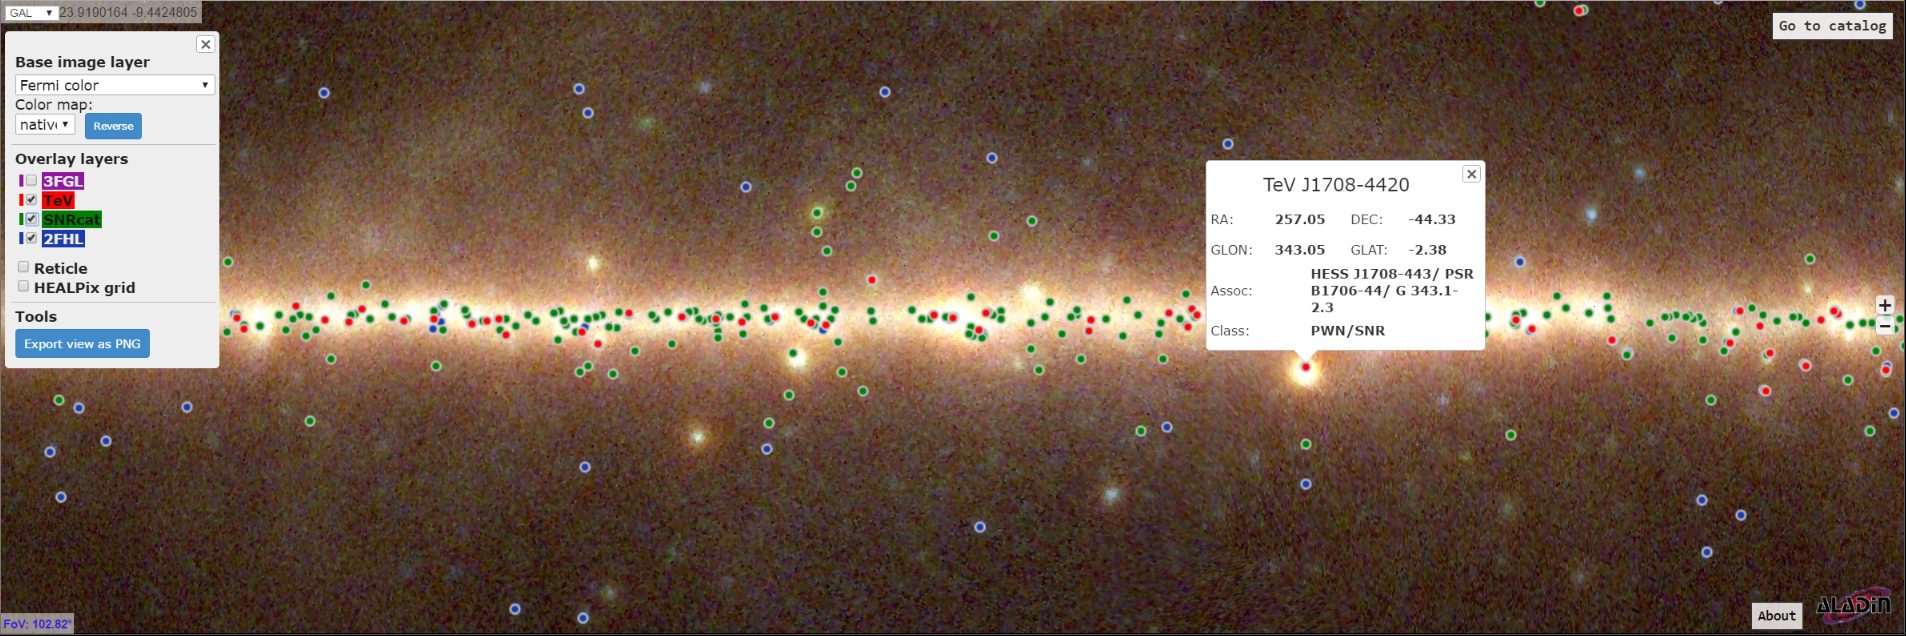 GAL 23.9190164 -9.4424805
Go to catalog
Base image layer
Fermi color
Color map:
nativ
Reverse
Overlay layers
3FGL
TeV
SNRcat
2FHL
Reticle
HEALPix grid
Tools
Export view as PNG
TeV J1708-4420
RA: 257.05 DEC: -44.33
GLON: 343.05 GLAT: -2.38
HESS J1708-443/ PSR
Assoc: B1706-44/ G 343.1-
2.3
Class: PWN/SNR
+
−
FoV: 102.82°
About
ALADiN